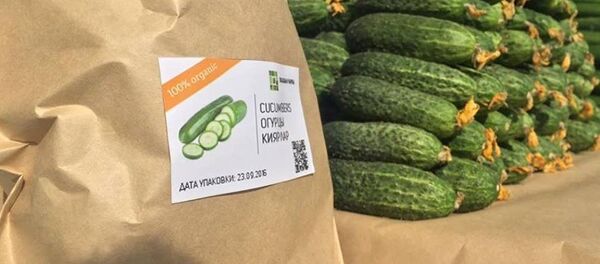 100% organic
CUCUMBERS
ОГУРЦЫ
КИЯРЛАР
ДАТА УПАКОВКИ: 23.09.2016